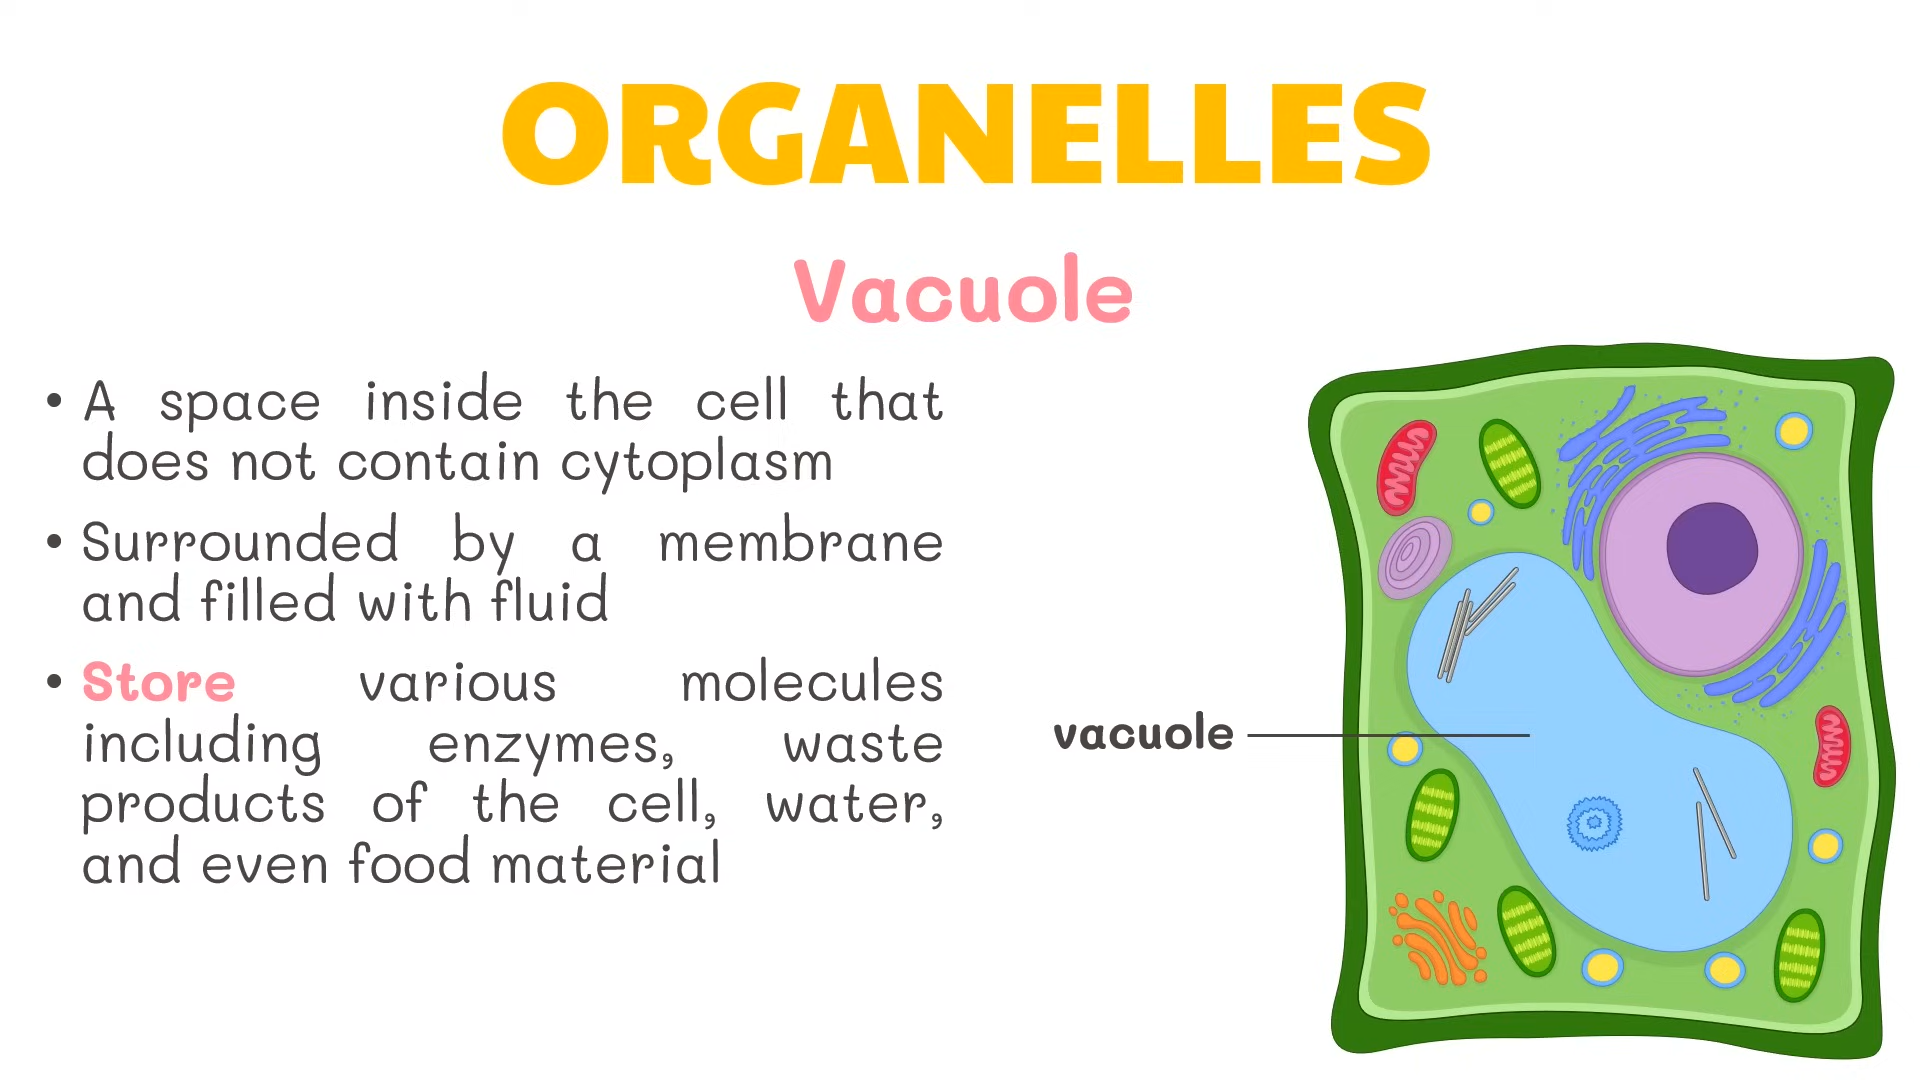 ORGANELLES
Vacuole
• A space inside the cell that
does not contain cytoplasm
• Surrounded by a membrane
and filled with fluid
• Store various molecules
including enzymes, waste
products of the cell, water,
and even food material
vacuole